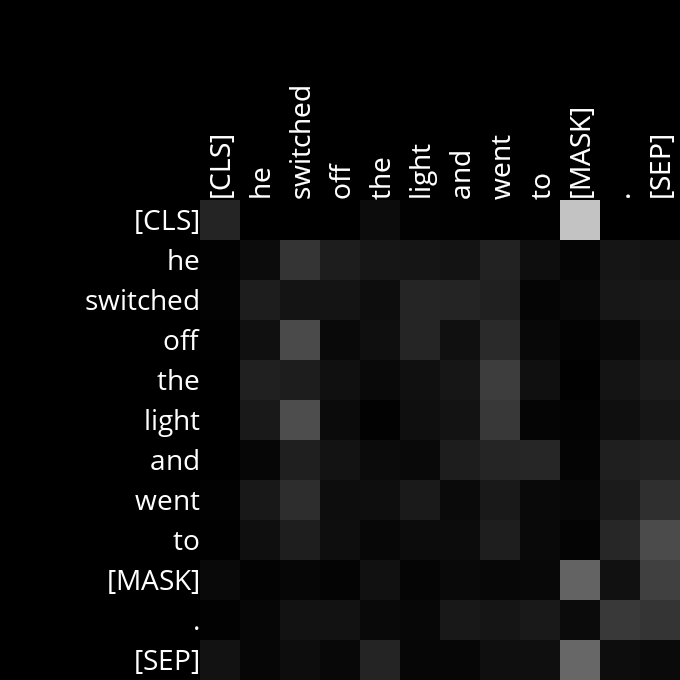 [CLS]
he
switched
off
the
light
and
went
to
[MASK]
.
[SEP]
[CLS]
he
switched
off
the
light
and
went
to
[MASK]
.
[SEP]